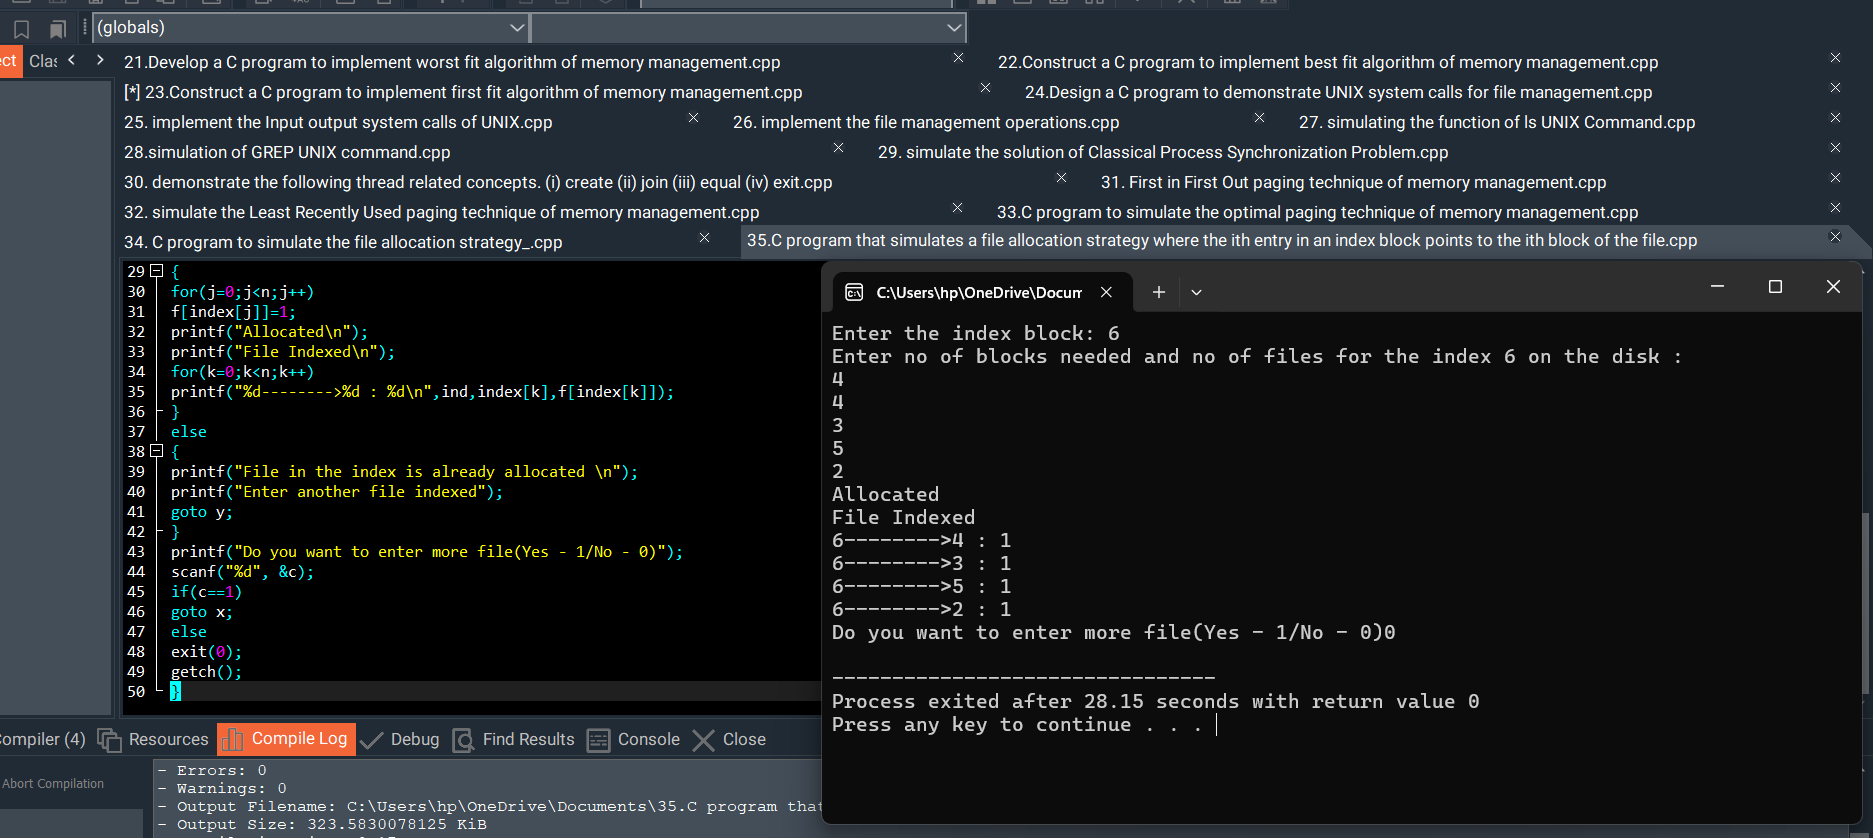 (globals)
ect Clas
21.Develop a C program to implement worst fit algorithm of memory management.cpp
22.Construct a C program to implement best fit algorithm of memory management.cpp
[*] 23.Construct a C program to implement first fit algorithm of memory management.cpp
24.Design a C program to demonstrate UNIX system calls for file management.cpp
25. implement the Input output system calls of UNIX.cpp
26. implement the file management operations.cpp
27. simulating the function of ls UNIX Command.cpp
28.simulation of GREP UNIX command.cpp
29. simulate the solution of Classical Process Synchronization Problem.cpp
30. demonstrate the following thread related concepts. (i) create (ii) join (iii) equal (iv) exit.cpp
31. First in First Out paging technique of memory management.cpp
32. simulate the Least Recently Used paging technique of memory management.cpp
33.C program to simulate the optimal paging technique of memory management.cpp
34. C program to simulate the file allocation strategy_.cpp
35.C program that simulates a file allocation strategy where the ith entry in an index block points to the ith block of the file.cpp
29 {
30 for(j=0;j<n;j++)
31 f[index[j]]=1;
32 printf("Allocated\n");
33 printf("File Indexed\n");
34 for(k=0;k<n;k++)
35 printf("%d-------->%d : %d\n",ind,index[k],f[index[k]]);
36 }
37 else
38 {
39 printf("File in the index is already allocated \n");
40 printf("Enter another file indexed");
41 goto y;
42 }
43 printf("Do you want to enter more file(Yes - 1/No - 0)");
44 scanf("%d", &c);
45 if(c==1)
46 goto x;
47 else
48 exit(0);
49 getch();
50 }
C:\Users\hp\OneDrive\Docum
Enter the index block: 6
Enter no of blocks needed and no of files for the index 6 on the disk :
4
4
3
5
2
Allocated
File Indexed
6-------->4 : 1
6-------->3 : 1
6-------->5 : 1
6-------->2 : 1
Do you want to enter more file(Yes - 1/No - 0)0
--------------------------------
Process exited after 28.15 seconds with return value 0
Press any key to continue . . .
ompiler (4) Resources Compile Log Debug Find Results Console Close
Abort Compilation
- Errors: 0
- Warnings: 0
- Output Filename: C:\Users\hp\OneDrive\Documents\35.C program that
- Output Size: 323.5830078125 KiB